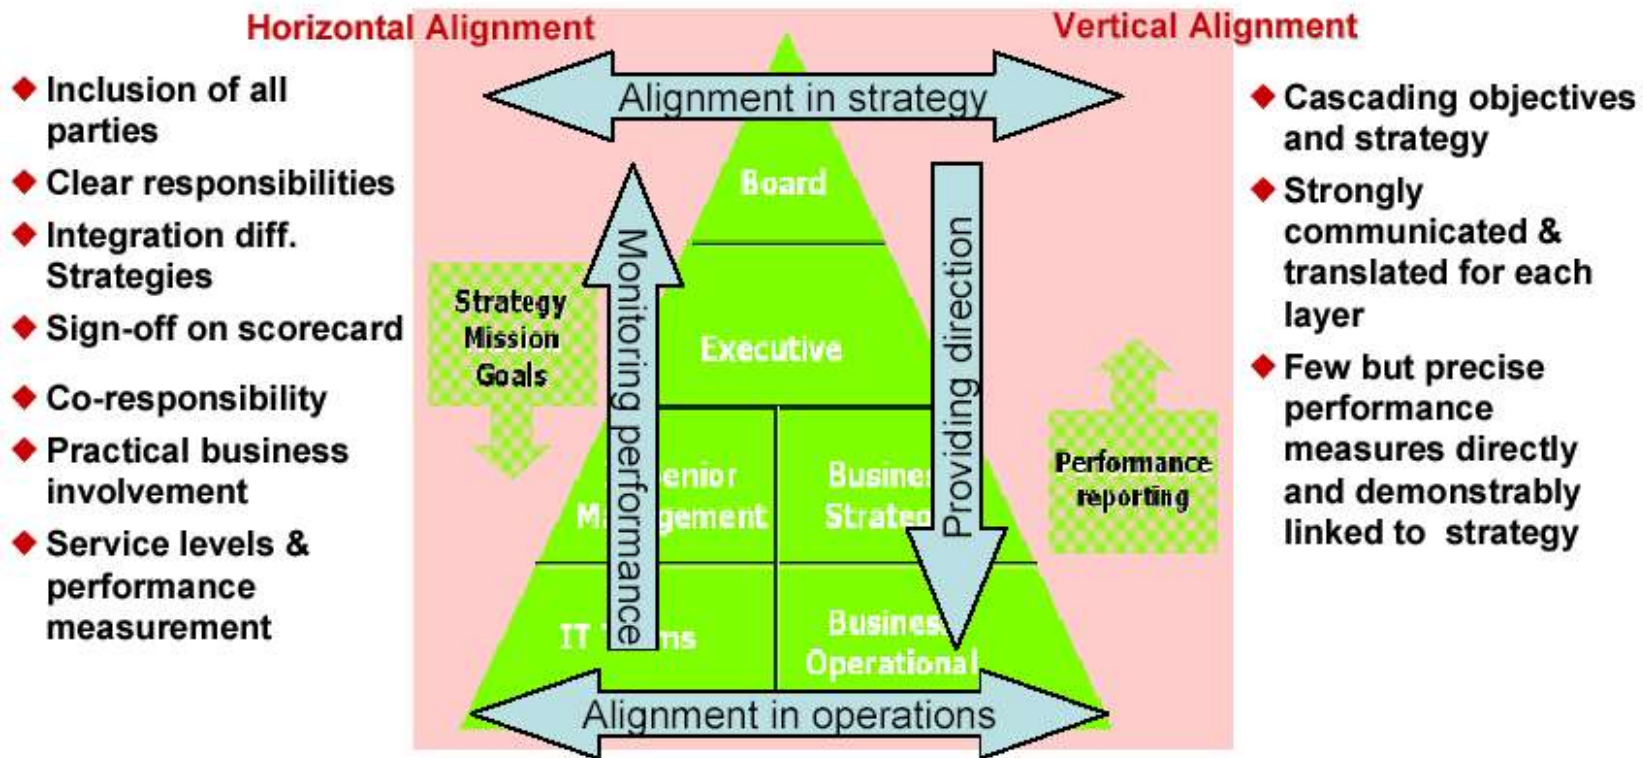 Horizontal Alignment
Vertical Alignment
Inclusion of all
parties
Clear responsibilities
Integration diff.
Strategies
Sign-off on scorecard
Co-responsibility
Practical business
involvement
Service levels &
performance
measurement
Alignment in strategy
Board
Executive
Strategy
Mission
Goals
Monitoring performance
Providing direction
Business
Operational
IT
Performance
reporting
Alignment in operations
Cascading objectives
and strategy
Strongly
communicated &
translated for each
layer
Few but precise
performance
measures directly
and demonstrably
linked to strategy